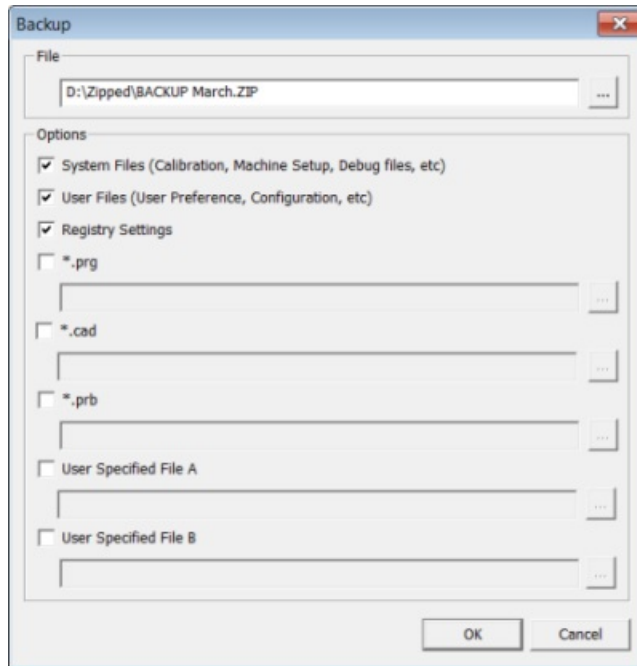 Backup
File
D:\Zipped\BACKUP March.ZIP
...
Options
System Files (Calibration, Machine Setup, Debug files, etc)
User Files (User Preference, Configuration, etc)
Registry Settings
*.prg
...
*.cad
...
*.prb
...
User Specified File A
...
User Specified File B
...
OK Cancel